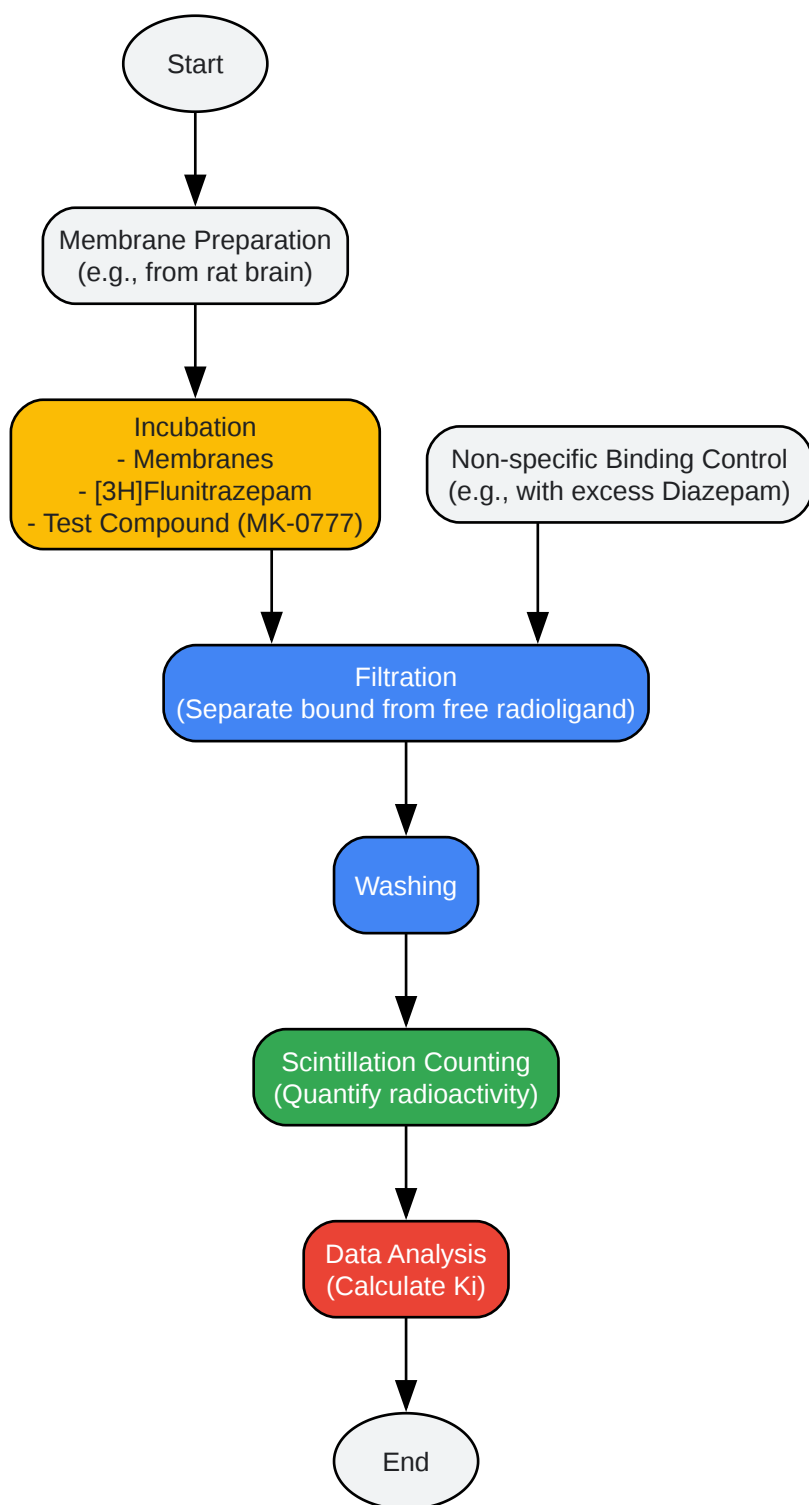 Start
Membrane Preparation
(e.g., from rat brain)
Incubation
- Membranes
- [3H]Flunitrazepam
- Test Compound (MK-0777)
Non-specific Binding Control
(e.g., with excess Diazepam)
Filtration
(Separate bound from free radioligand)
Washing
Scintillation Counting
(Quantify radioactivity)
Data Analysis
(Calculate Ki)
End